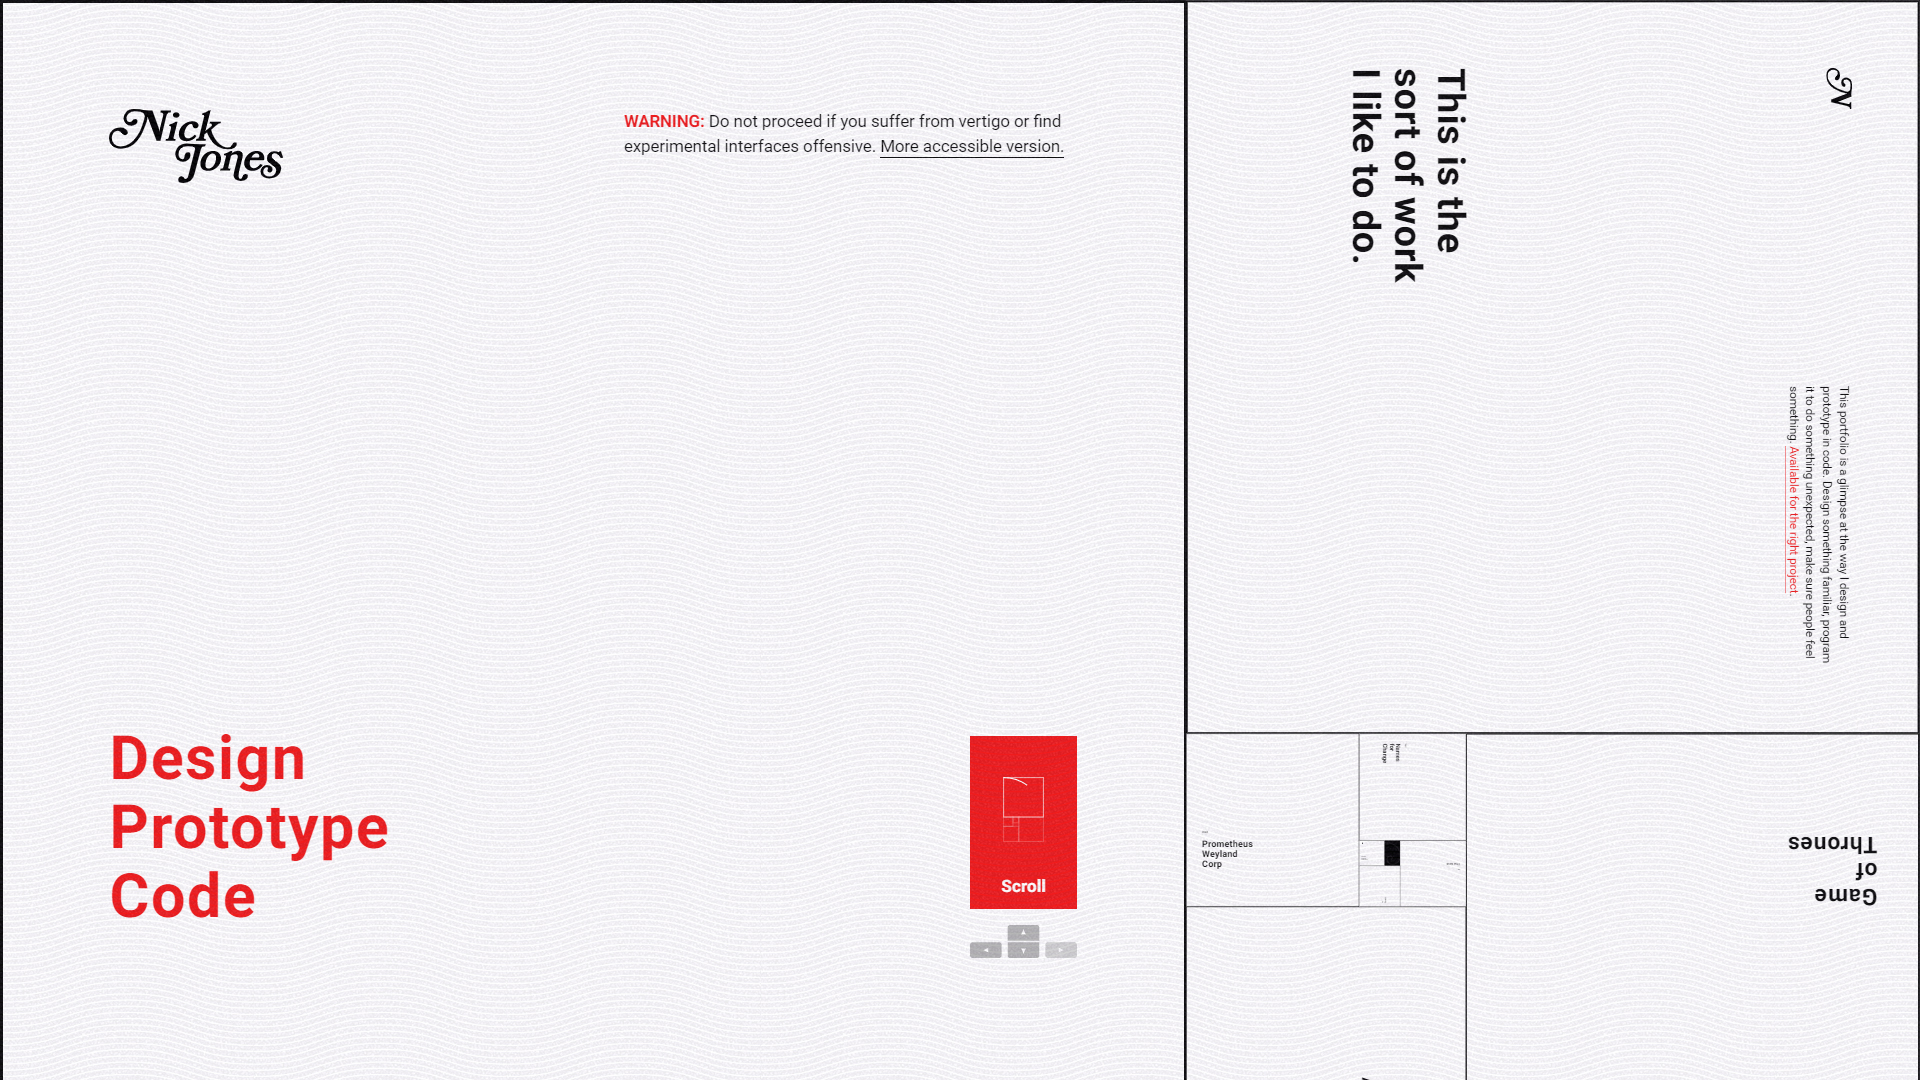 Nick
Jones
WARNING: Do not proceed if you suffer from vertigo or find
experimental interfaces offensive. More accessible version.
Design
Prototype
Code
Scroll
This is the
sort of work
I like to do.
N
This portfolio is a glimpse at the way I design and
prototype in code. Design something familiar, program
it to do something unexpected, make sure people feel
something. Available for the right project.
Prometheus
Weyland
Corp
Names
for
Change
Game
of
Thrones